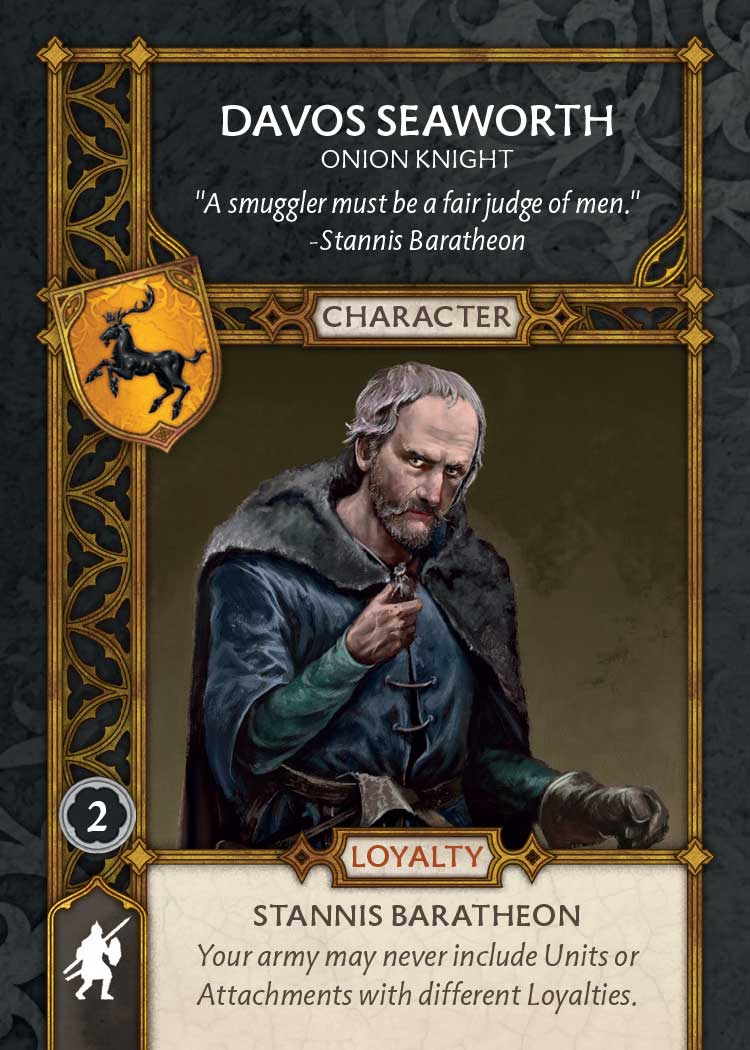 DAVOS SEAWORTH
ONION KNIGHT
"A smuggler must be a fair judge of men."
-Stannis Baratheon
CHARACTER
2
LOYALTY
STANNIS BARATHEON
Your army may never include Units or
Attachments with different Loyalties.